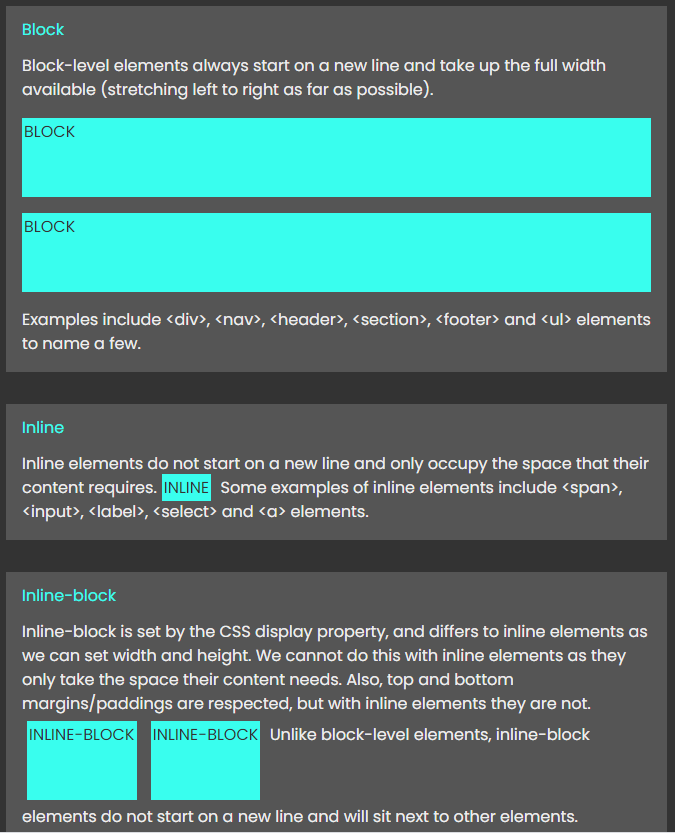 Block
Block-level elements always start on a new line and take up the full width
available (stretching left to right as far as possible).
BLOCK
BLOCK
Examples include <div>, <nav>, <header>, <section>, <footer> and <ul> elements
to name a few.
Inline
Inline elements do not start on a new line and only occupy the space that their
content requires. INLINE Some examples of inline elements include <span>,
<input>, <label>, <select> and <a> elements.
Inline-block
Inline-block is set by the CSS display property, and differs to inline elements as
we can set width and height. We cannot do this with inline elements as they
only take the space their content needs. Also, top and bottom
margins/paddings are respected, but with inline elements they are not.
INLINE-BLOCK INLINE-BLOCK Unlike block-level elements, inline-block
elements do not start on a new line and will sit next to other elements.